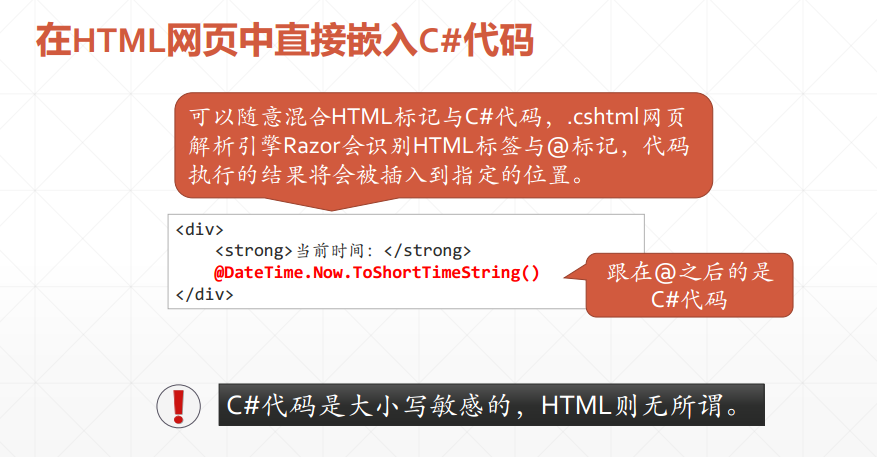 在HTML网页中直接嵌入C#代码
可以随意混合HTML标记与C#代码，.cshtml网页
解析引擎Razor会识别HTML标签与@标记，代码
执行的结果将会被插入到指定的位置。
<div>
    <strong>当前时间：</strong>
    @DateTime.Now.ToShortTimeString()
</div>
跟在@之后的是
C#代码
C#代码是大小写敏感的，HTML则无所谓。